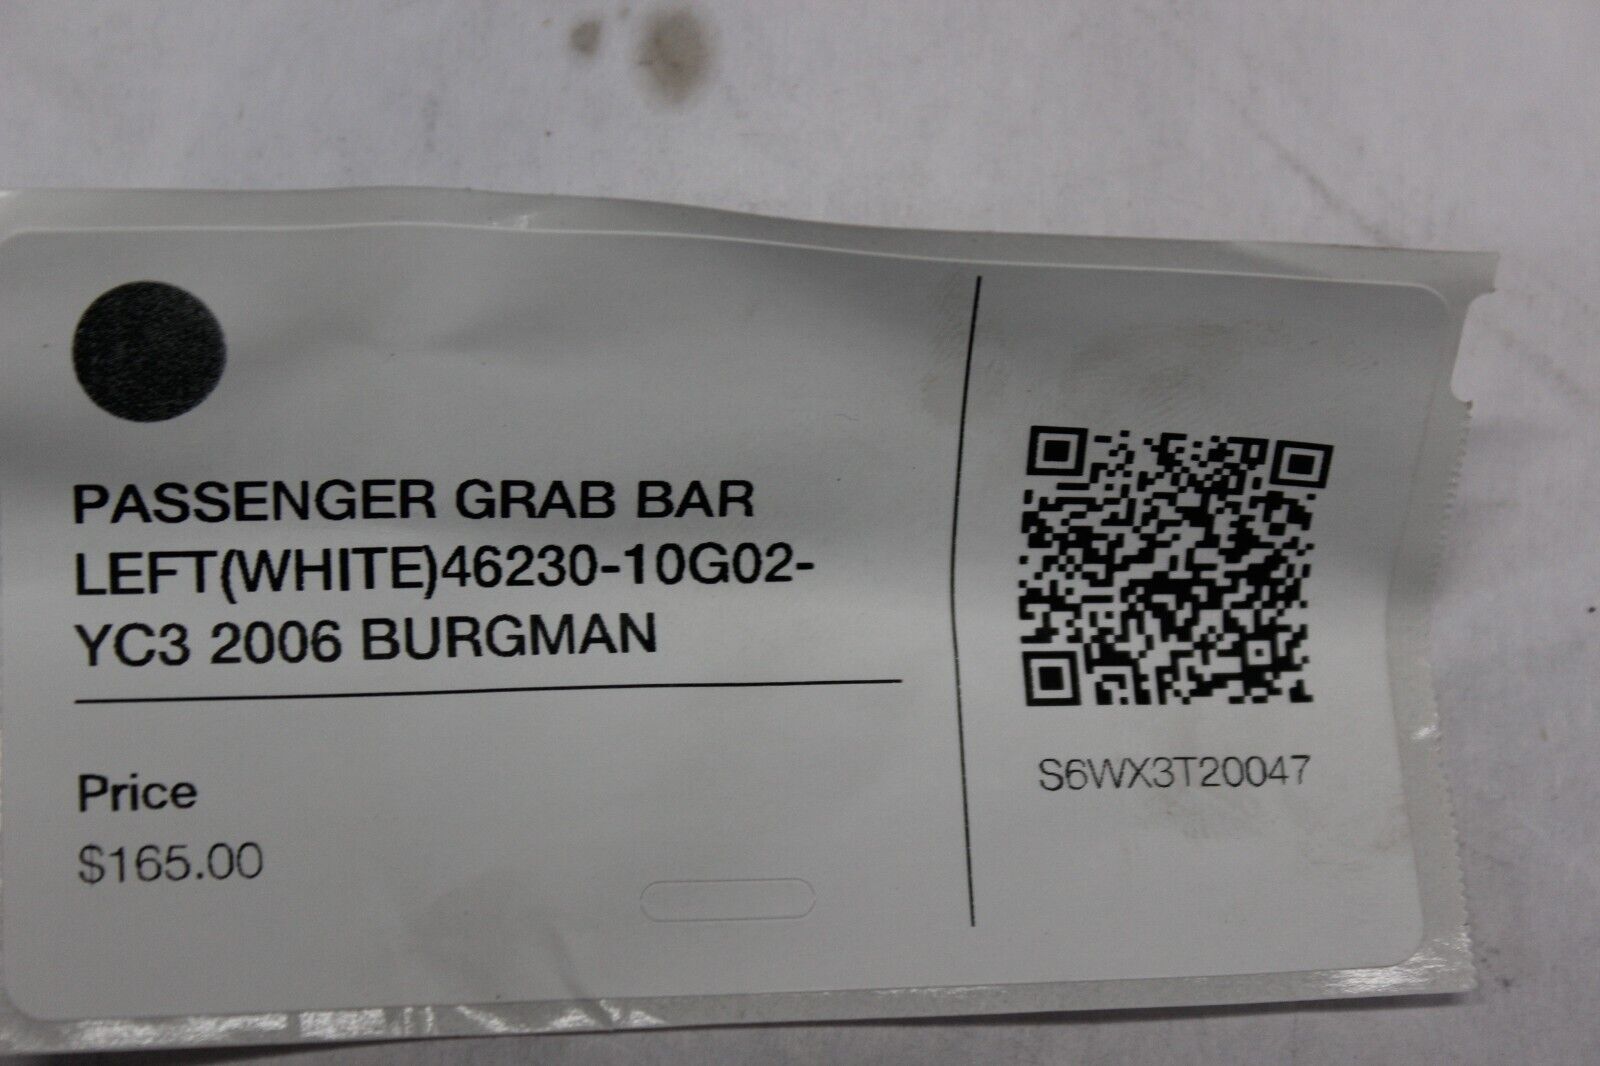 PASSENGER GRAB BAR
LEFT(WHITE)46230-10G02-
YC3 2006 BURGMAN
Price
$165.00
S6WX3T20047